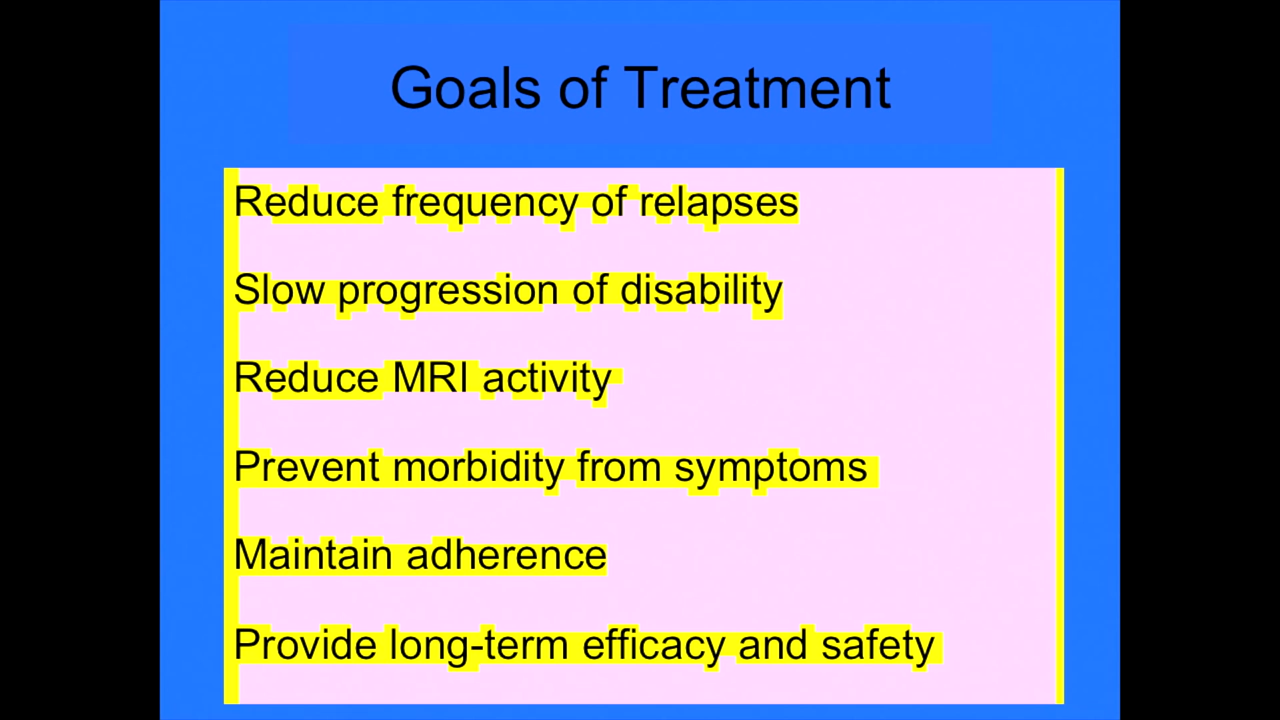 Goals of Treatment
Reduce frequency of relapses
Slow progression of disability
Reduce MRI activity
Prevent morbidity from symptoms
Maintain adherence
Provide long-term efficacy and safety